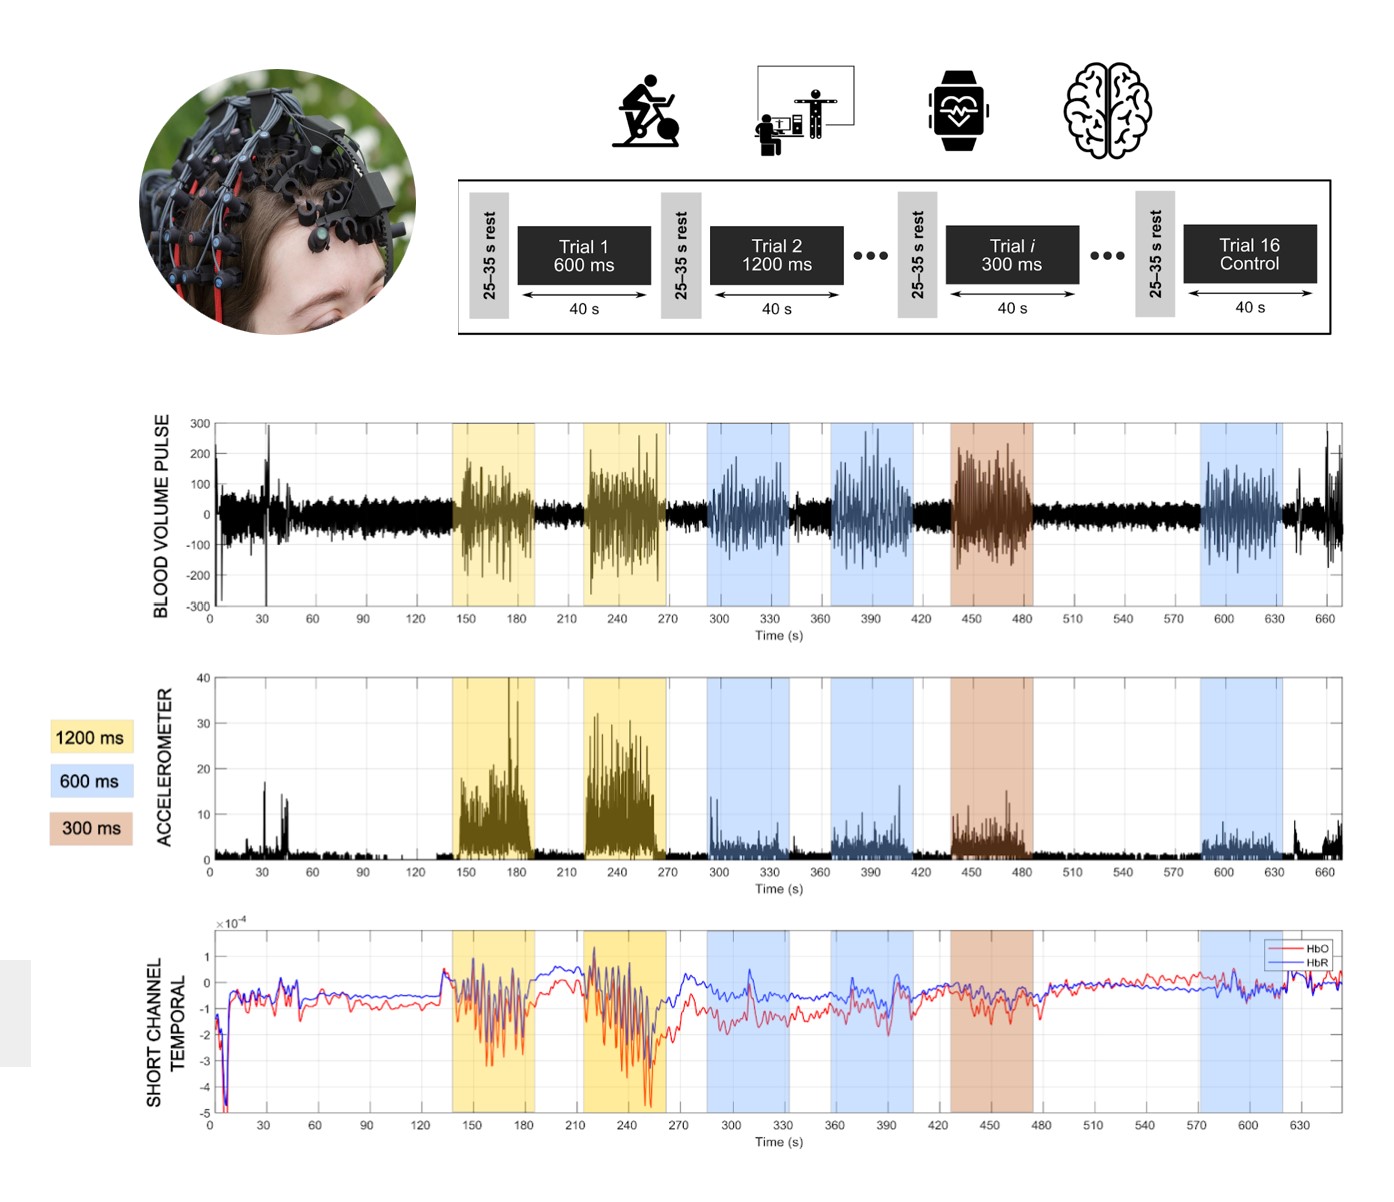 25–35 s rest
Trial 1
600 ms
40 s
25–35 s rest
Trial 2
1200 ms
40 s
25–35 s rest
Trial i
300 ms
40 s
25–35 s rest
Trial 16
Control
40 s
BLOOD VOLUME PULSE
300
200
100
0
-100
-200
-300
0 30 60 90 120 150 180 210 240 270 300 330 360 390 420 450 480 510 540 570 600 630 660
Time (s)
1200 ms
600 ms
300 ms
ACCELEROMETER
40
30
20
10
0
0 30 60 90 120 150 180 210 240 270 300 330 360 390 420 450 480 510 540 570 600 630 660
Time (s)
SHORT CHANNEL
TEMPORAL
×10-4
1
0
-1
-2
-3
-4
-5
HbO
HbR
0 30 60 90 120 150 180 210 240 270 300 330 360 390 420 450 480 510 540 570 600 630
Time (s)